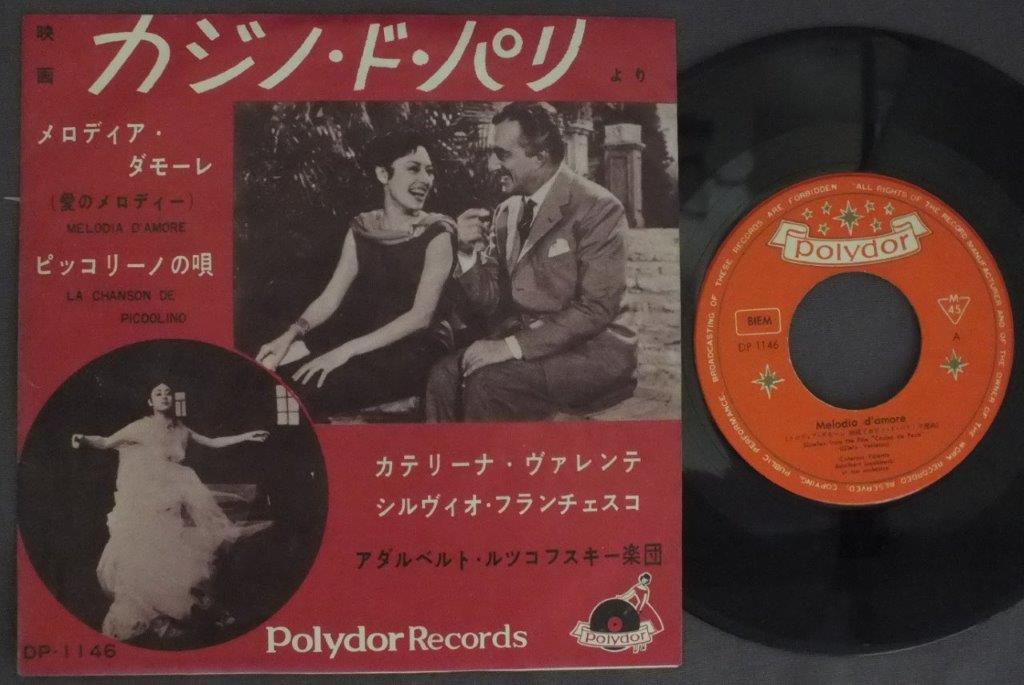 映画
カジノ・ド・パリ
より
メロディア・
ダモーレ
(愛のメロディー)
MELODIA D'AMORE
ピッコリーノの唄
LA CHANSON DE
PICOOLINO
カテリーナ・ヴァレンテ
シルヴィオ・フランチェスコ
アダルベルト・ルツコフスキー楽団
Polydor Records
Polydor
DP-1146
PUBLIC PERFORMANCE, BROADCASTING OF THESE RECORDS ARE FORBIDDEN
"ALL RIGHTS OF THE RECORD MANUFACTURER AND OF THE OWNER OF THE WORK RECORDED RESERVED. COPYING,
Polydor
BIEM
DP 1146
M
45
A
Melodia d'amore
Caterina Valente